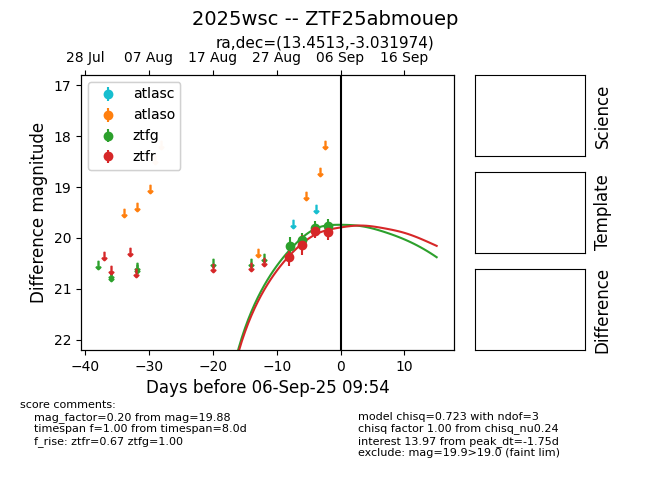 2025wsc -- ZTF25abmouep
ra,dec=(13.4513,-3.031974)
28 Jul 07 Aug 17 Aug 27 Aug 06 Sep 16 Sep
17
18
19
20
21
22
Difference magnitude
atlasc
atlaso
ztfg
ztfr
−40 −30 −20 −10 0 10
Days before 06-Sep-25 09:54
Science
Template
Difference
score comments:
mag_factor=0.20 from mag=19.88
timespan f=1.00 from timespan=8.0d
f_rise: ztfr=0.67 ztfg=1.00
model chisq=0.723 with ndof=3
chisq factor 1.00 from chisq_nu0.24
interest 13.97 from peak_dt=-1.75d
exclude: mag=19.9>19.0 (faint lim)